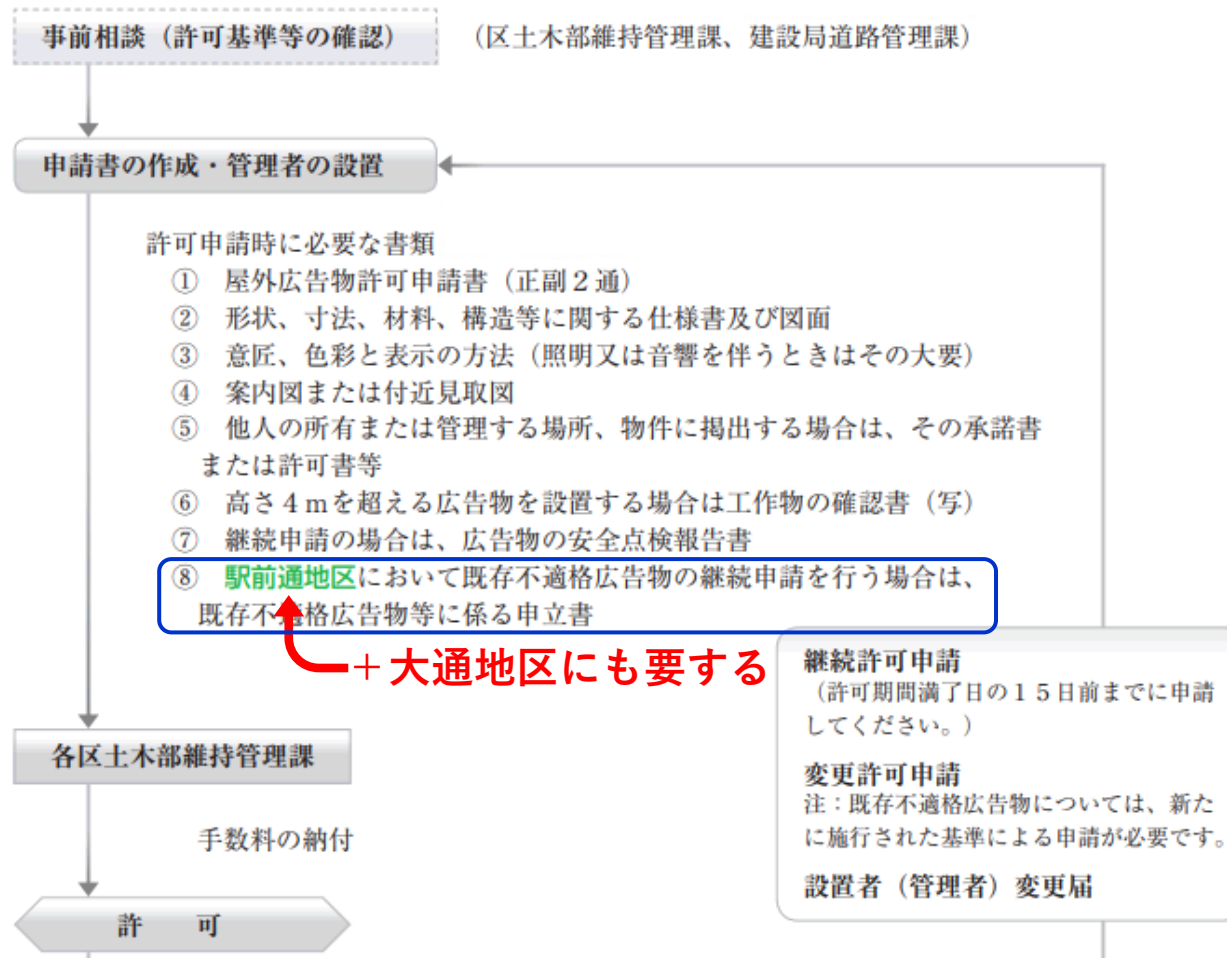 事前相談（許可基準等の確認）　（区土木部維持管理課、建設局道路管理課）
申請書の作成・管理者の設置
許可申請時に必要な書類
①　屋外広告物許可申請書（正副２通）
②　形状、寸法、材料、構造等に関する仕様書及び図面
③　意匠、色彩と表示の方法（照明又は音響を伴うときはその大要）
④　案内図または付近見取図
⑤　他人の所有または管理する場所、物件に掲出する場合は、その承諾書
または許可書等
⑥　高さ４ｍを超える広告物を設置する場合は工作物の確認書（写）
⑦　継続申請の場合は、広告物の安全点検報告書
⑧　駅前通地区において既存不適格広告物の継続申請を行う場合は、
既存不適格広告物等に係る申立書
＋大通地区にも要する
継続許可申請
（許可期間満了日の１５日前までに申請
してください。）
変更許可申請
注：既存不適格広告物については、新た
に施行された基準による申請が必要です。
設置者（管理者）変更届
各区土木部維持管理課
手数料の納付
許　可